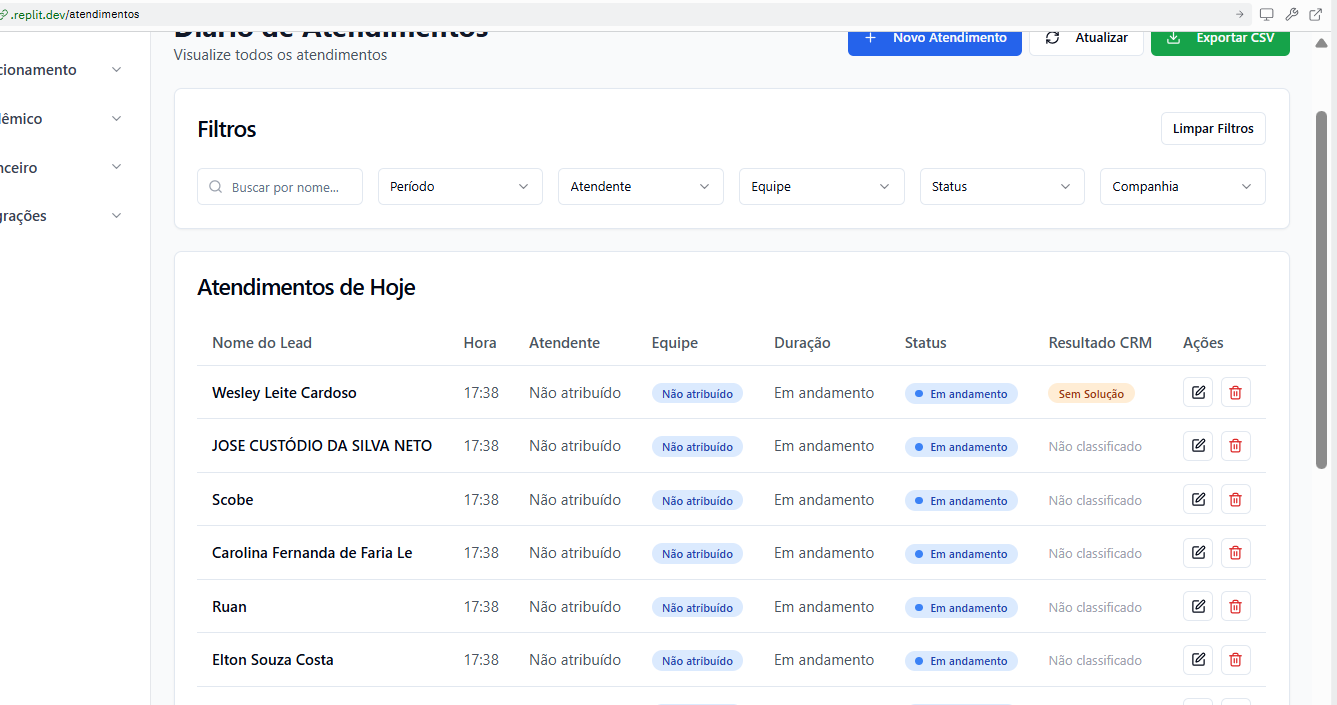 .replit.dev/atendimentos
Diário de Atendimentos
Visualize todos os atendimentos
Novo Atendimento
Atualizar
Exportar CSV
cionamento
êmico
nceiro
grações
Filtros
Limpar Filtros
Buscar por nome...
Período
Atendente
Equipe
Status
Companhia
Atendimentos de Hoje
Nome do Lead Hora Atendente Equipe Duração Status Resultado CRM Ações
Wesley Leite Cardoso 17:38 Não atribuído Não atribuído Em andamento Em andamento Sem Solução
JOSE CUSTÓDIO DA SILVA NETO 17:38 Não atribuído Não atribuído Em andamento Em andamento Não classificado
Scobe 17:38 Não atribuído Não atribuído Em andamento Em andamento Não classificado
Carolina Fernanda de Faria Le 17:38 Não atribuído Não atribuído Em andamento Em andamento Não classificado
Ruan 17:38 Não atribuído Não atribuído Em andamento Em andamento Não classificado
Elton Souza Costa 17:38 Não atribuído Não atribuído Em andamento Em andamento Não classificado